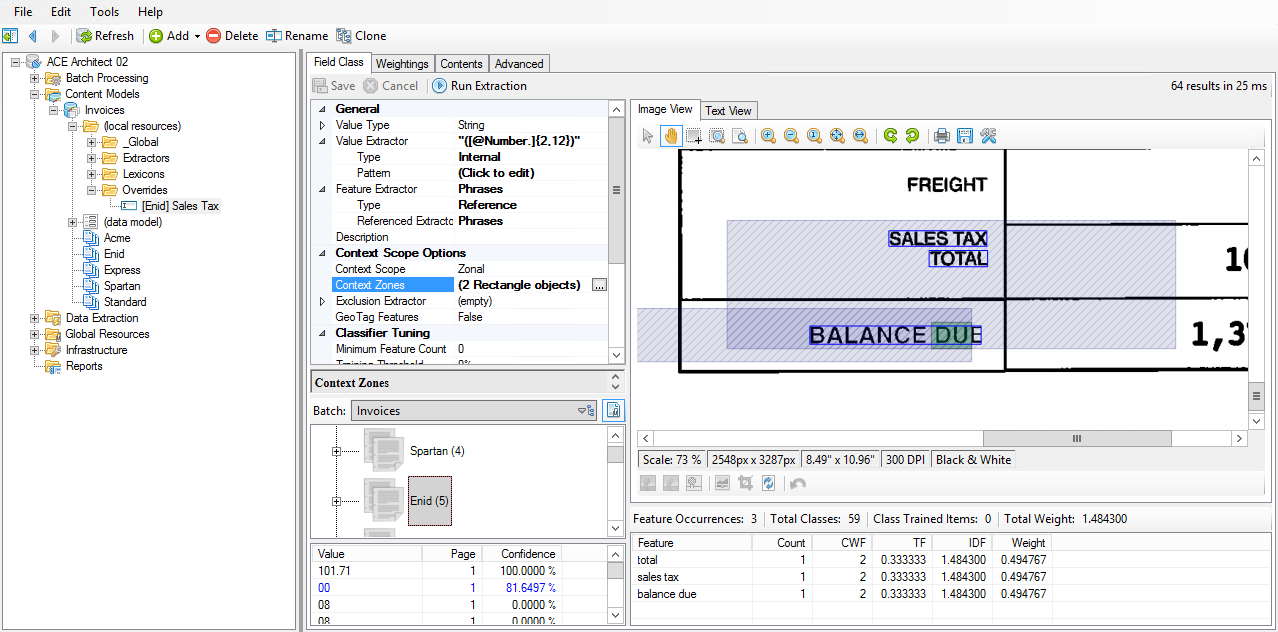 File Edit Tools Help
Refresh Add Delete Rename Clone
ACE Architect 02
Batch Processing
Content Models
Invoices
(local resources)
_Global
Extractors
Lexicons
Overrides
[Enid] Sales Tax
(data model)
Acme
Enid
Express
Spartan
Standard
Data Extraction
Global Resources
Infrastructure
Reports
Field Class Weightings Contents Advanced
Save Cancel Run Extraction
64 results in 25 ms
General
Value Type String
Value Extractor "([@Number.]{2,12})"
Type Internal
Pattern (Click to edit)
Feature Extractor Phrases
Type Reference
Referenced Extractc Phrases
Description
Context Scope Options
Context Scope Zonal
Context Zones (2 Rectangle objects) ...
Exclusion Extractor (empty)
GeoTag Features False
Classifier Tuning
Minimum Feature Count 0
Training Threshold 0%
Context Zones
Batch: Invoices
Spartan (4)
Enid (5)
Value Page Confidence
101.71 1 100.0000 %
00 1 81.6497 %
08 1 0.0000 %
08 1 0.0000 %
Image View Text View
FREIGHT
SALES TAX
TOTAL
10
BALANCE DUE 1,37
Scale: 73 % 2548px x 3287px 8.49" x 10.96" 300 DPI Black & White
Feature Occurrences: 3 Total Classes: 59 Class Trained Items: 0 Total Weight: 1.484300
Feature Count CWF TF IDF Weight
total 1 2 0.333333 1.484300 0.494767
sales tax 1 2 0.333333 1.484300 0.494767
balance due 1 2 0.333333 1.484300 0.494767